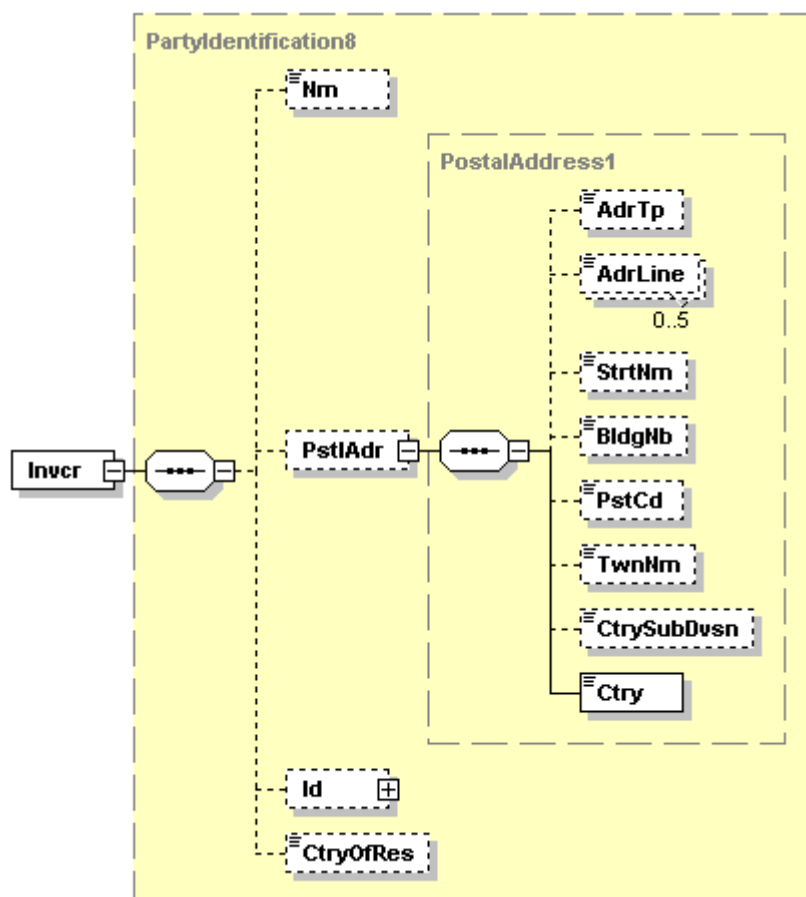 PartyIdentification8
Nm
PostalAddress1
AdrTp
AdrLine
0..5
StrtNm
BldgNb
Invcr
PstlAdr
PstCd
TwnNm
CtrySubDvsn
Ctry
Id
CtryOfRes